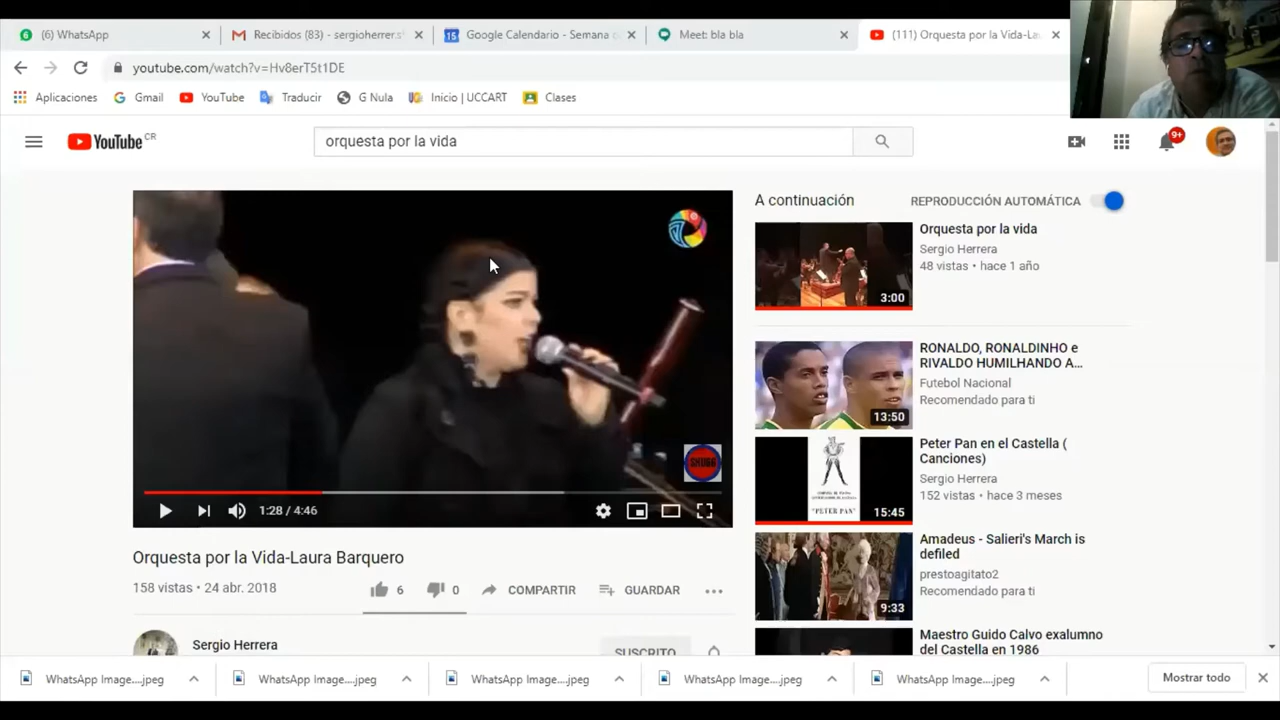 (6) WhatsApp
Recibidos (83) - sergioherrer.s
Google Calendario - Semana o
Meet: bla bla
(111) Orquesta por la Vida-Lau
youtube.com/watch?v=Hv8erT5t1DE
Aplicaciones
Gmail
YouTube
Traducir
G Nula
Inicio | UCCART
Clases
YouTube CR
orquesta por la vida
9+
A continuación
REPRODUCCIÓN AUTOMÁTICA
Orquesta por la vida
Sergio Herrera
48 vistas • hace 1 año
3:00
RONALDO, RONALDINHO e
RIVALDO HUMILHANDO A...
Futebol Nacional
Recomendado para ti
13:50
Peter Pan en el Castella (
Canciones)
Sergio Herrera
152 vistas • hace 3 meses
"PETER PAN"
15:45
Amadeus - Salieri's March is
defiled
prestoagitato2
Recomendado para ti
9:33
Maestro Guido Calvo exalumno
del Castella en 1986
1:28 / 4:46
Orquesta por la Vida-Laura Barquero
158 vistas • 24 abr. 2018
6
0
COMPARTIR
GUARDAR
Sergio Herrera
SUSCRITO
WhatsApp Image....jpeg
WhatsApp Image....jpeg
WhatsApp Image....jpeg
WhatsApp Image....jpeg
WhatsApp Image....jpeg
Mostrar todo